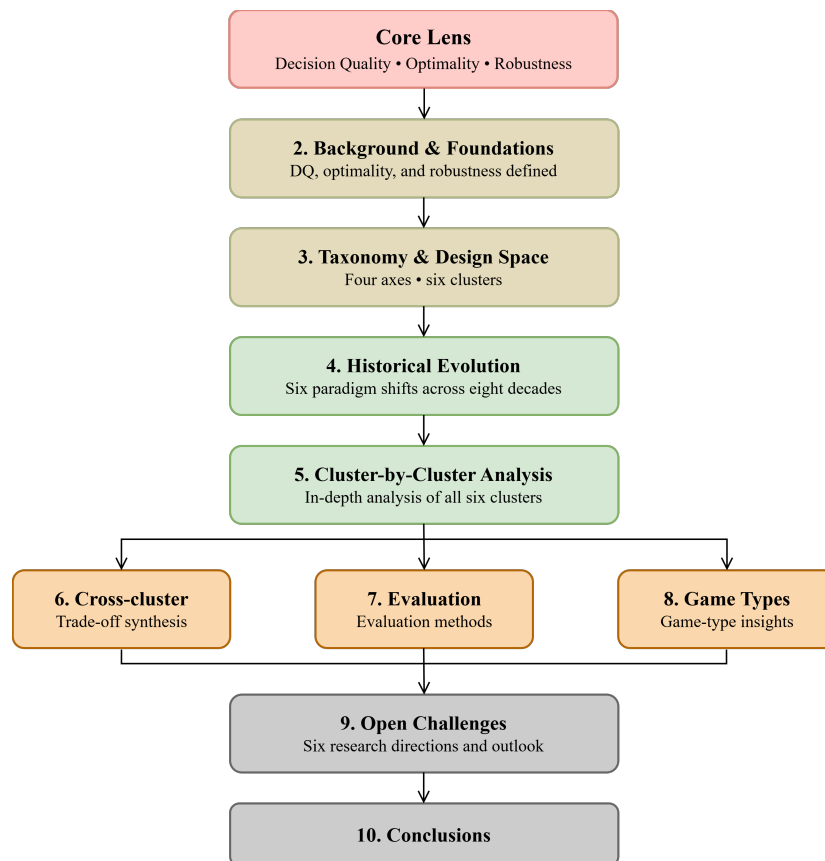 Core Lens
Decision Quality • Optimality • Robustness
2. Background & Foundations
DQ, optimality, and robustness defined
3. Taxonomy & Design Space
Four axes • six clusters
4. Historical Evolution
Six paradigm shifts across eight decades
5. Cluster-by-Cluster Analysis
In-depth analysis of all six clusters
6. Cross-cluster
Trade-off synthesis
7. Evaluation
Evaluation methods
8. Game Types
Game-type insights
9. Open Challenges
Six research directions and outlook
10. Conclusions